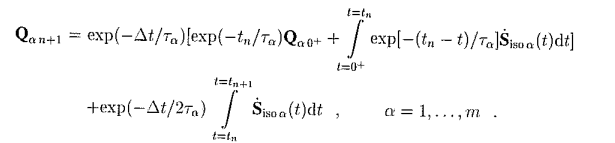 $\mathbf{Q}_{\alpha\,n+1} = \exp(-\Delta t/\tau_\alpha)[\exp(-t_n/\tau_\alpha)\mathbf{Q}_{\alpha\,0^+} + \int\limits_{t=0^+}^{t=t_n} \exp[-(t_n - t)/\tau_\alpha]\dot{\mathbf{S}}_{\mathrm{iso}\,\alpha}(t)\mathrm{d}t]$
$+\exp(-\Delta t/2\tau_\alpha) \int\limits_{t=t_n}^{t=t_{n+1}} \dot{\mathbf{S}}_{\mathrm{iso}\,\alpha}(t)\mathrm{d}t \ , \qquad \alpha = 1, \ldots, m \ .$